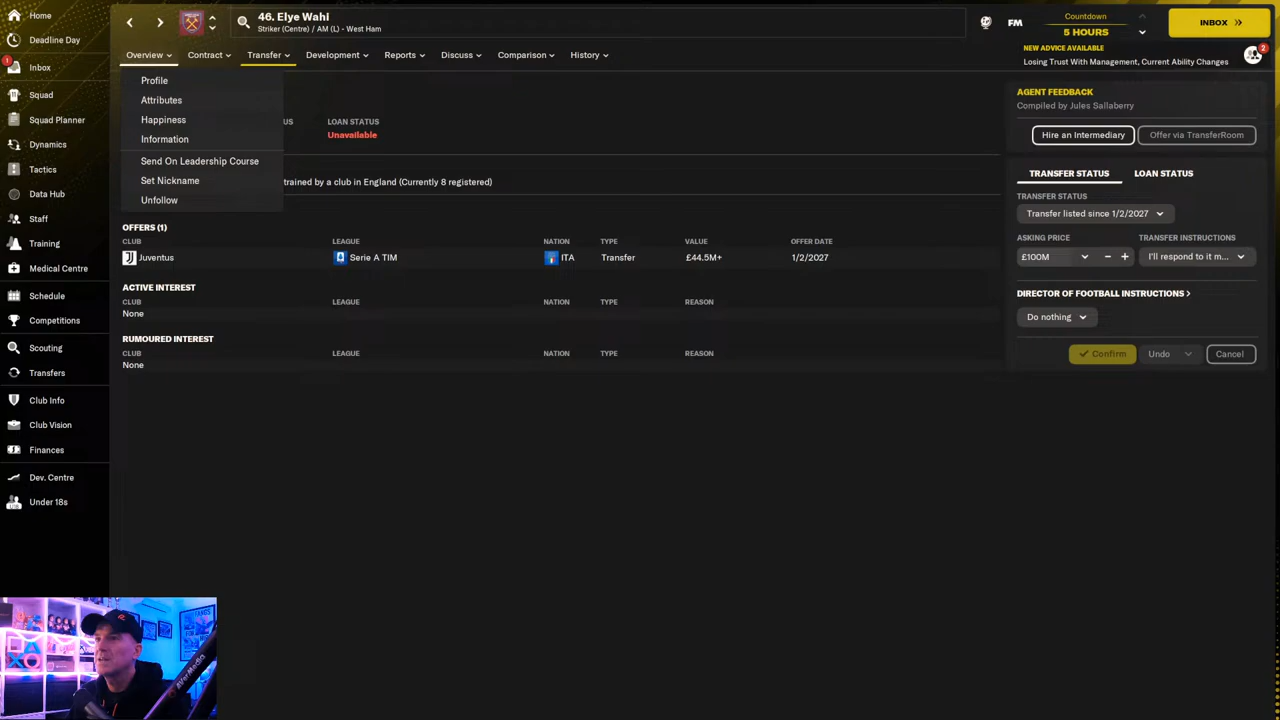 Home
Deadline Day
1
Inbox
Squad
Squad Planner
Dynamics
Tactics
Data Hub
Staff
Training
Medical Centre
Schedule
Competitions
Scouting
Transfers
Club Info
Club Vision
Finances
Dev. Centre
Under 18s
46. Elye Wahi
Striker (Centre) / AM (L) - West Ham
FM
Countdown
5 HOURS
INBOX
Overview
Contract
Transfer
Development
Reports
Discuss
Comparison
History
NEW ADVICE AVAILABLE
Losing Trust With Management, Current Ability Changes
2
Profile
Attributes
Happiness
Information
Send On Leadership Course
Set Nickname
Unfollow
US
LOAN STATUS
Unavailable
trained by a club in England (Currently 8 registered)
OFFERS (1)
CLUB LEAGUE NATION TYPE VALUE OFFER DATE
Juventus Serie A TIM ITA Transfer £44.5M+ 1/2/2027
ACTIVE INTEREST
CLUB LEAGUE NATION TYPE REASON
None
RUMOURED INTEREST
CLUB LEAGUE NATION TYPE REASON
None
AGENT FEEDBACK
Compiled by Jules Sallaberry
Hire an Intermediary
Offer via TransferRoom
TRANSFER STATUS LOAN STATUS
TRANSFER STATUS
Transfer listed since 1/2/2027
ASKING PRICE TRANSFER INSTRUCTIONS
£100M - + I'll respond to it m...
DIRECTOR OF FOOTBALL INSTRUCTIONS >
Do nothing
Confirm Undo Cancel
AVerMedia